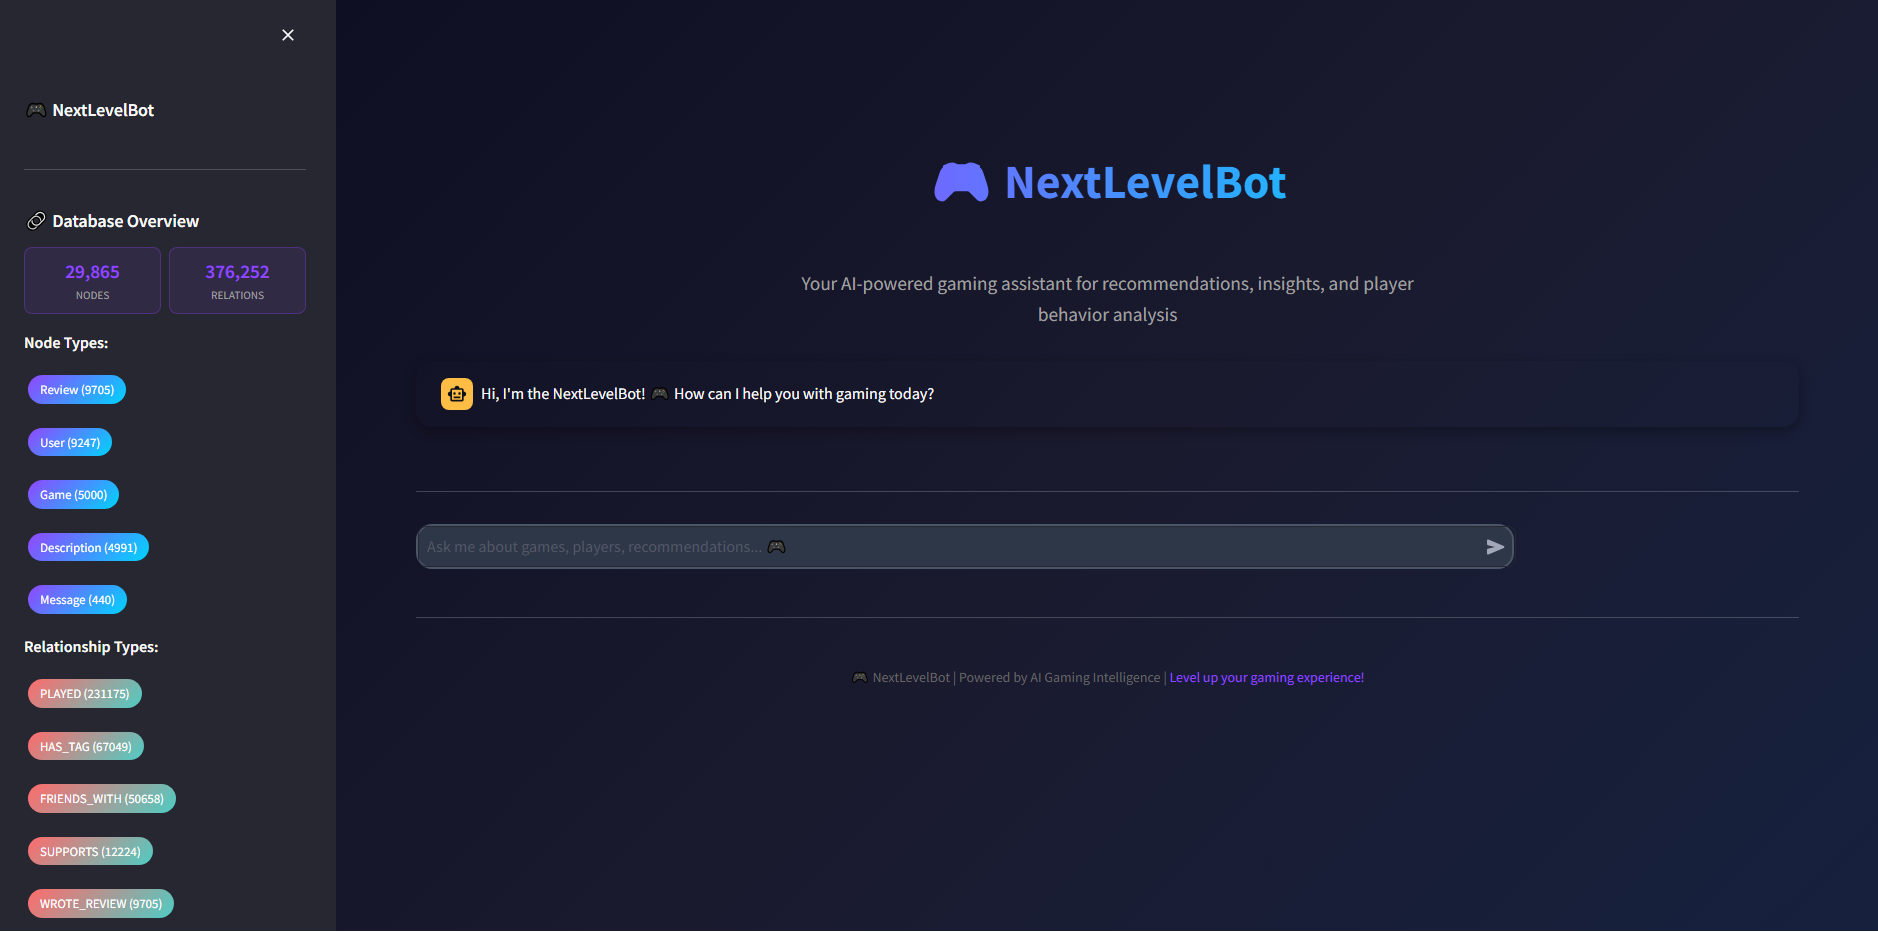 🎮 NextLevelBot
🔗 Database Overview
29,865
NODES
376,252
RELATIONS
Node Types:
Review (9705)
User (9247)
Game (5000)
Description (4991)
Message (440)
Relationship Types:
PLAYED (231175)
HAS_TAG (67049)
FRIENDS_WITH (50658)
SUPPORTS (12224)
WROTE_REVIEW (9705)
🎮 NextLevelBot
Your AI-powered gaming assistant for recommendations, insights, and player
behavior analysis
Hi, I'm the NextLevelBot! 🎮 How can I help you with gaming today?
Ask me about games, players, recommendations... 🎮
🎮 NextLevelBot | Powered by AI Gaming Intelligence | Level up your gaming experience!